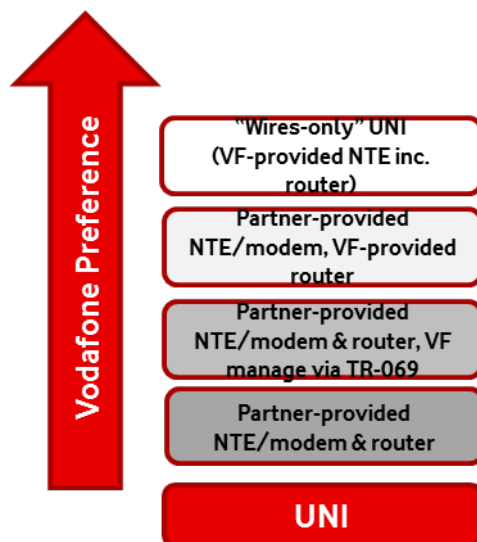 Vodafone Preference
“Wires-only” UNI
(VF-provided NTE inc.
router)
Partner-provided
NTE/modem, VF-provided
router
Partner-provided
NTE/modem & router, VF
manage via TR-069
Partner-provided
NTE/modem & router
UNI